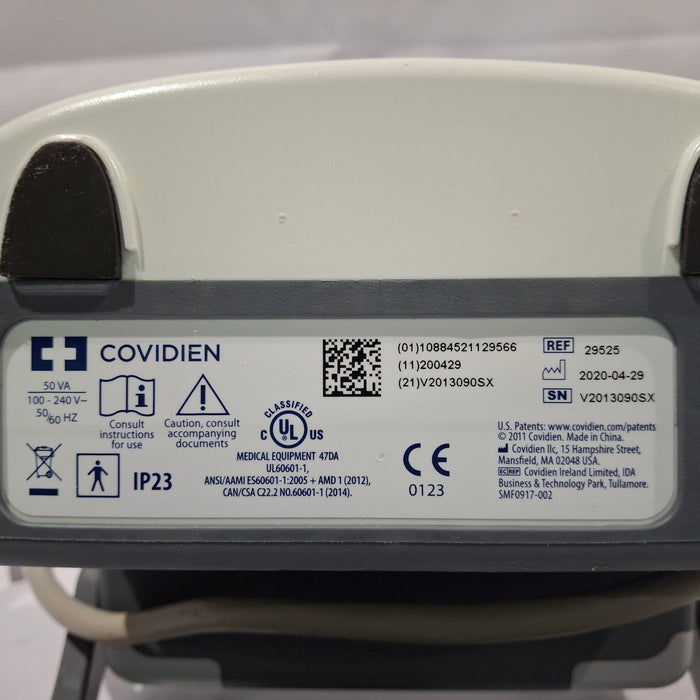 COVIDIEN
50 VA
100 - 240 V~
50/60 HZ
Consult
instructions
for use
Caution, consult
accompanying
documents
IP23
CLASSIFIED
C UL US
MEDICAL EQUIPMENT 47DA
UL60601-1,
ANSI/AAMI ES60601-1:2005 + AMD 1 (2012),
CAN/CSA C22.2 NO.60601-1 (2014).
(01)10884521129566
(11)200429
(21)V2013090SX
CE
0123
REF 29525
2020-04-29
SN V2013090SX
U.S. Patents: www.covidien.com/patents
© 2011 Covidien. Made in China.
Covidien llc, 15 Hampshire Street,
Mansfield, MA 02048 USA.
EC REP Covidien Ireland Limited, IDA
Business & Technology Park, Tullamore.
SMF0917-002